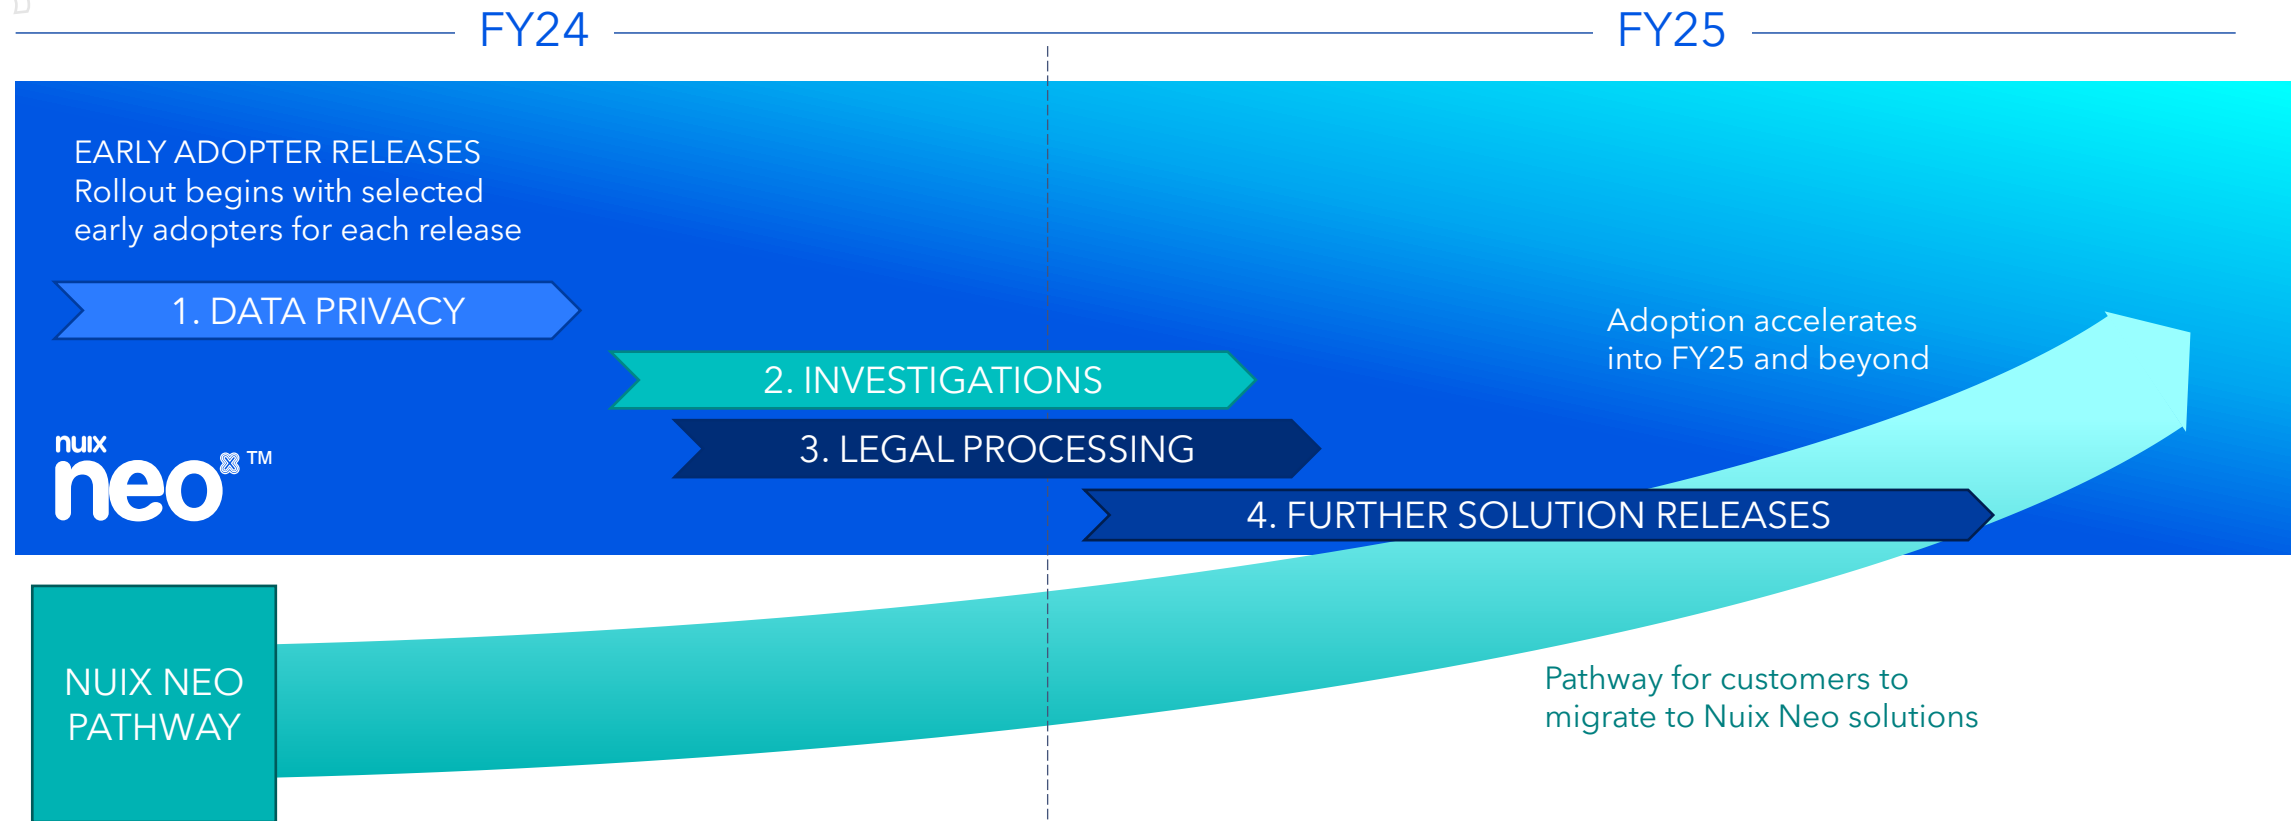 FY24
FY25
EARLY ADOPTER RELEASES
Rollout begins with selected
early adopters for each release
1. DATA PRIVACY
2. INVESTIGATIONS
3. LEGAL PROCESSING
4. FURTHER SOLUTION RELEASES
Adoption accelerates
into FY25 and beyond
nuix
neo TM
NUIX NEO
PATHWAY
Pathway for customers to
migrate to Nuix Neo solutions